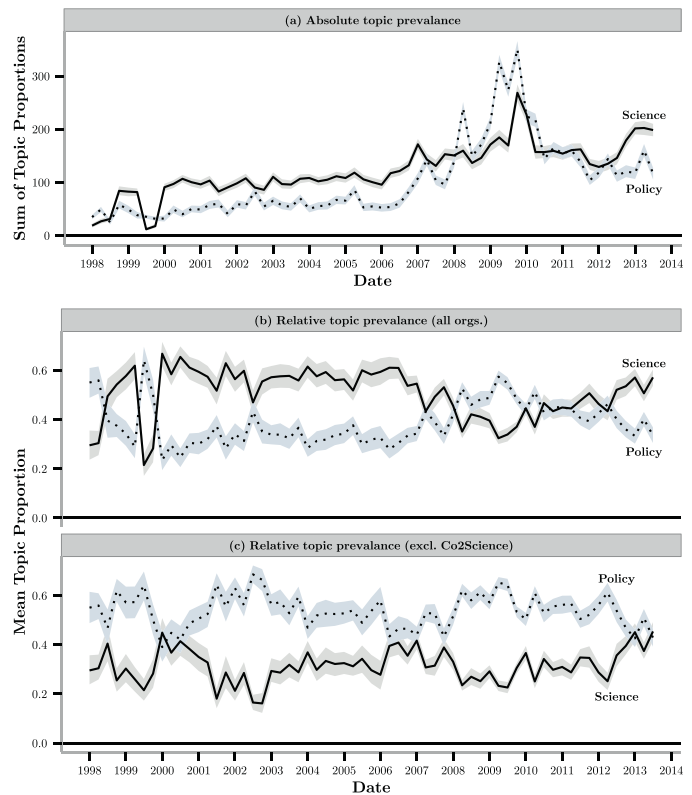 (a) Absolute topic prevalance
Sum of Topic Proportions
300
200
100
0
Science
Policy
1998 1999 2000 2001 2002 2003 2004 2005 2006 2007 2008 2009 2010 2011 2012 2013 2014
Date
(b) Relative topic prevalance (all orgs.)
Mean Topic Proportion
0.6
0.4
0.2
0.0
Science
Policy
(c) Relative topic prevalance (excl. Co2Science)
0.6
0.4
0.2
0.0
Policy
Science
1998 1999 2000 2001 2002 2003 2004 2005 2006 2007 2008 2009 2010 2011 2012 2013 2014
Date